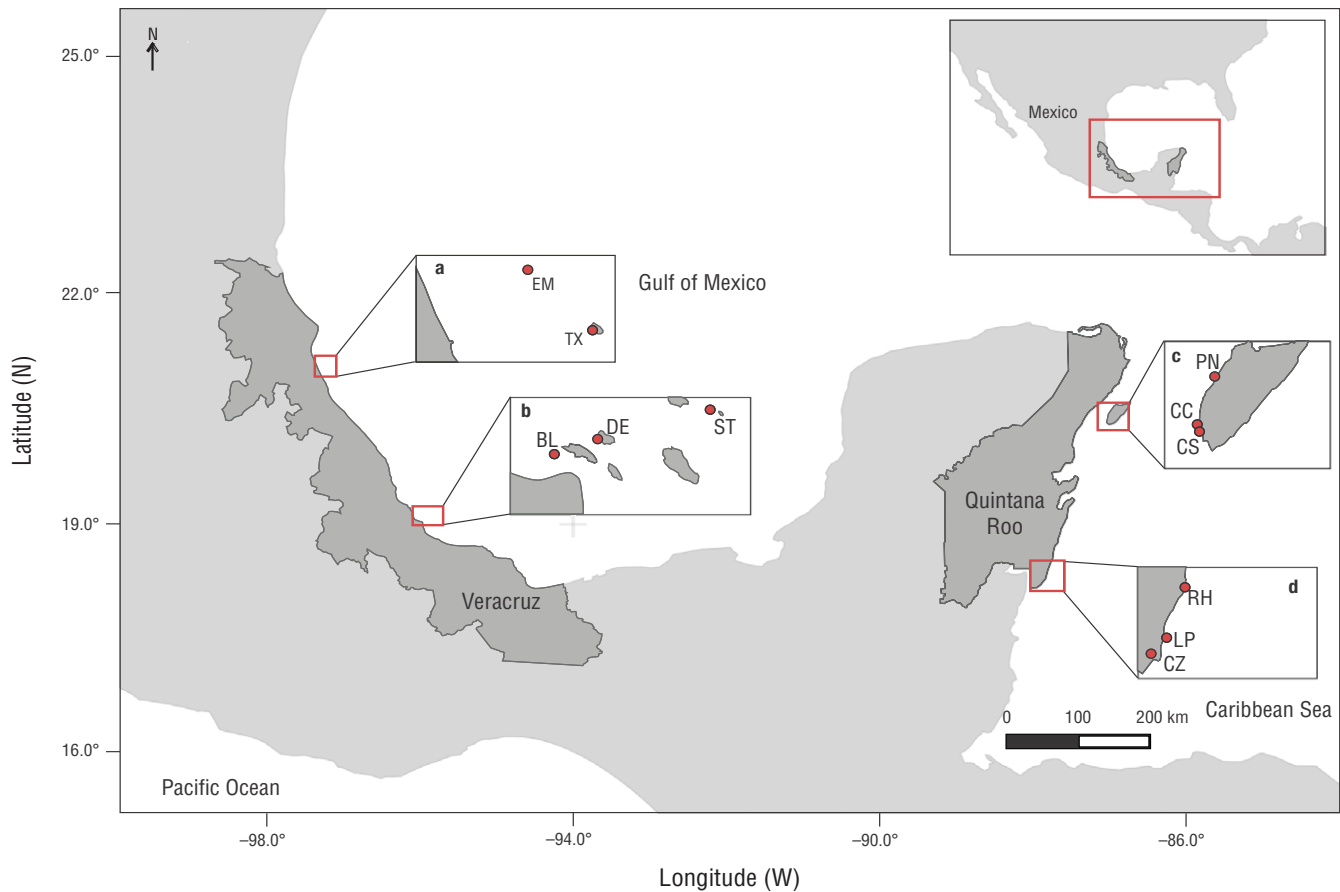 N
25.0°
22.0°
19.0°
16.0°
Latitude (N)
Mexico
a
EM
TX
Gulf of Mexico
b
BL
DE
ST
c
PN
CC
CS
Quintana
Roo
Veracruz
d
RH
LP
CZ
0 100 200 km
Caribbean Sea
Pacific Ocean
–98.0°
–94.0°
–90.0°
–86.0°
Longitude (W)